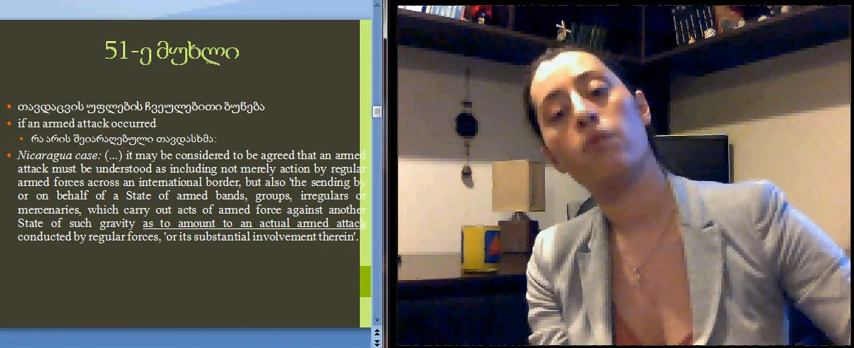 51-ე მუხლი
თავდაცვის უფლების ჩვეულებითი ბუნება
if an armed attack occurred
რა არის შეიარაღებული თავდასხმა:
Nicaragua case: (...) it may be considered to be agreed that an armed
attack must be understood as including not merely action by regular
armed forces across an international border, but also 'the sending by
or on behalf of a State of armed bands, groups, irregulars or
mercenaries, which carry out acts of armed force against another
State of such gravity as to amount to an actual armed attack
conducted by regular forces, 'or its substantial involvement therein'.